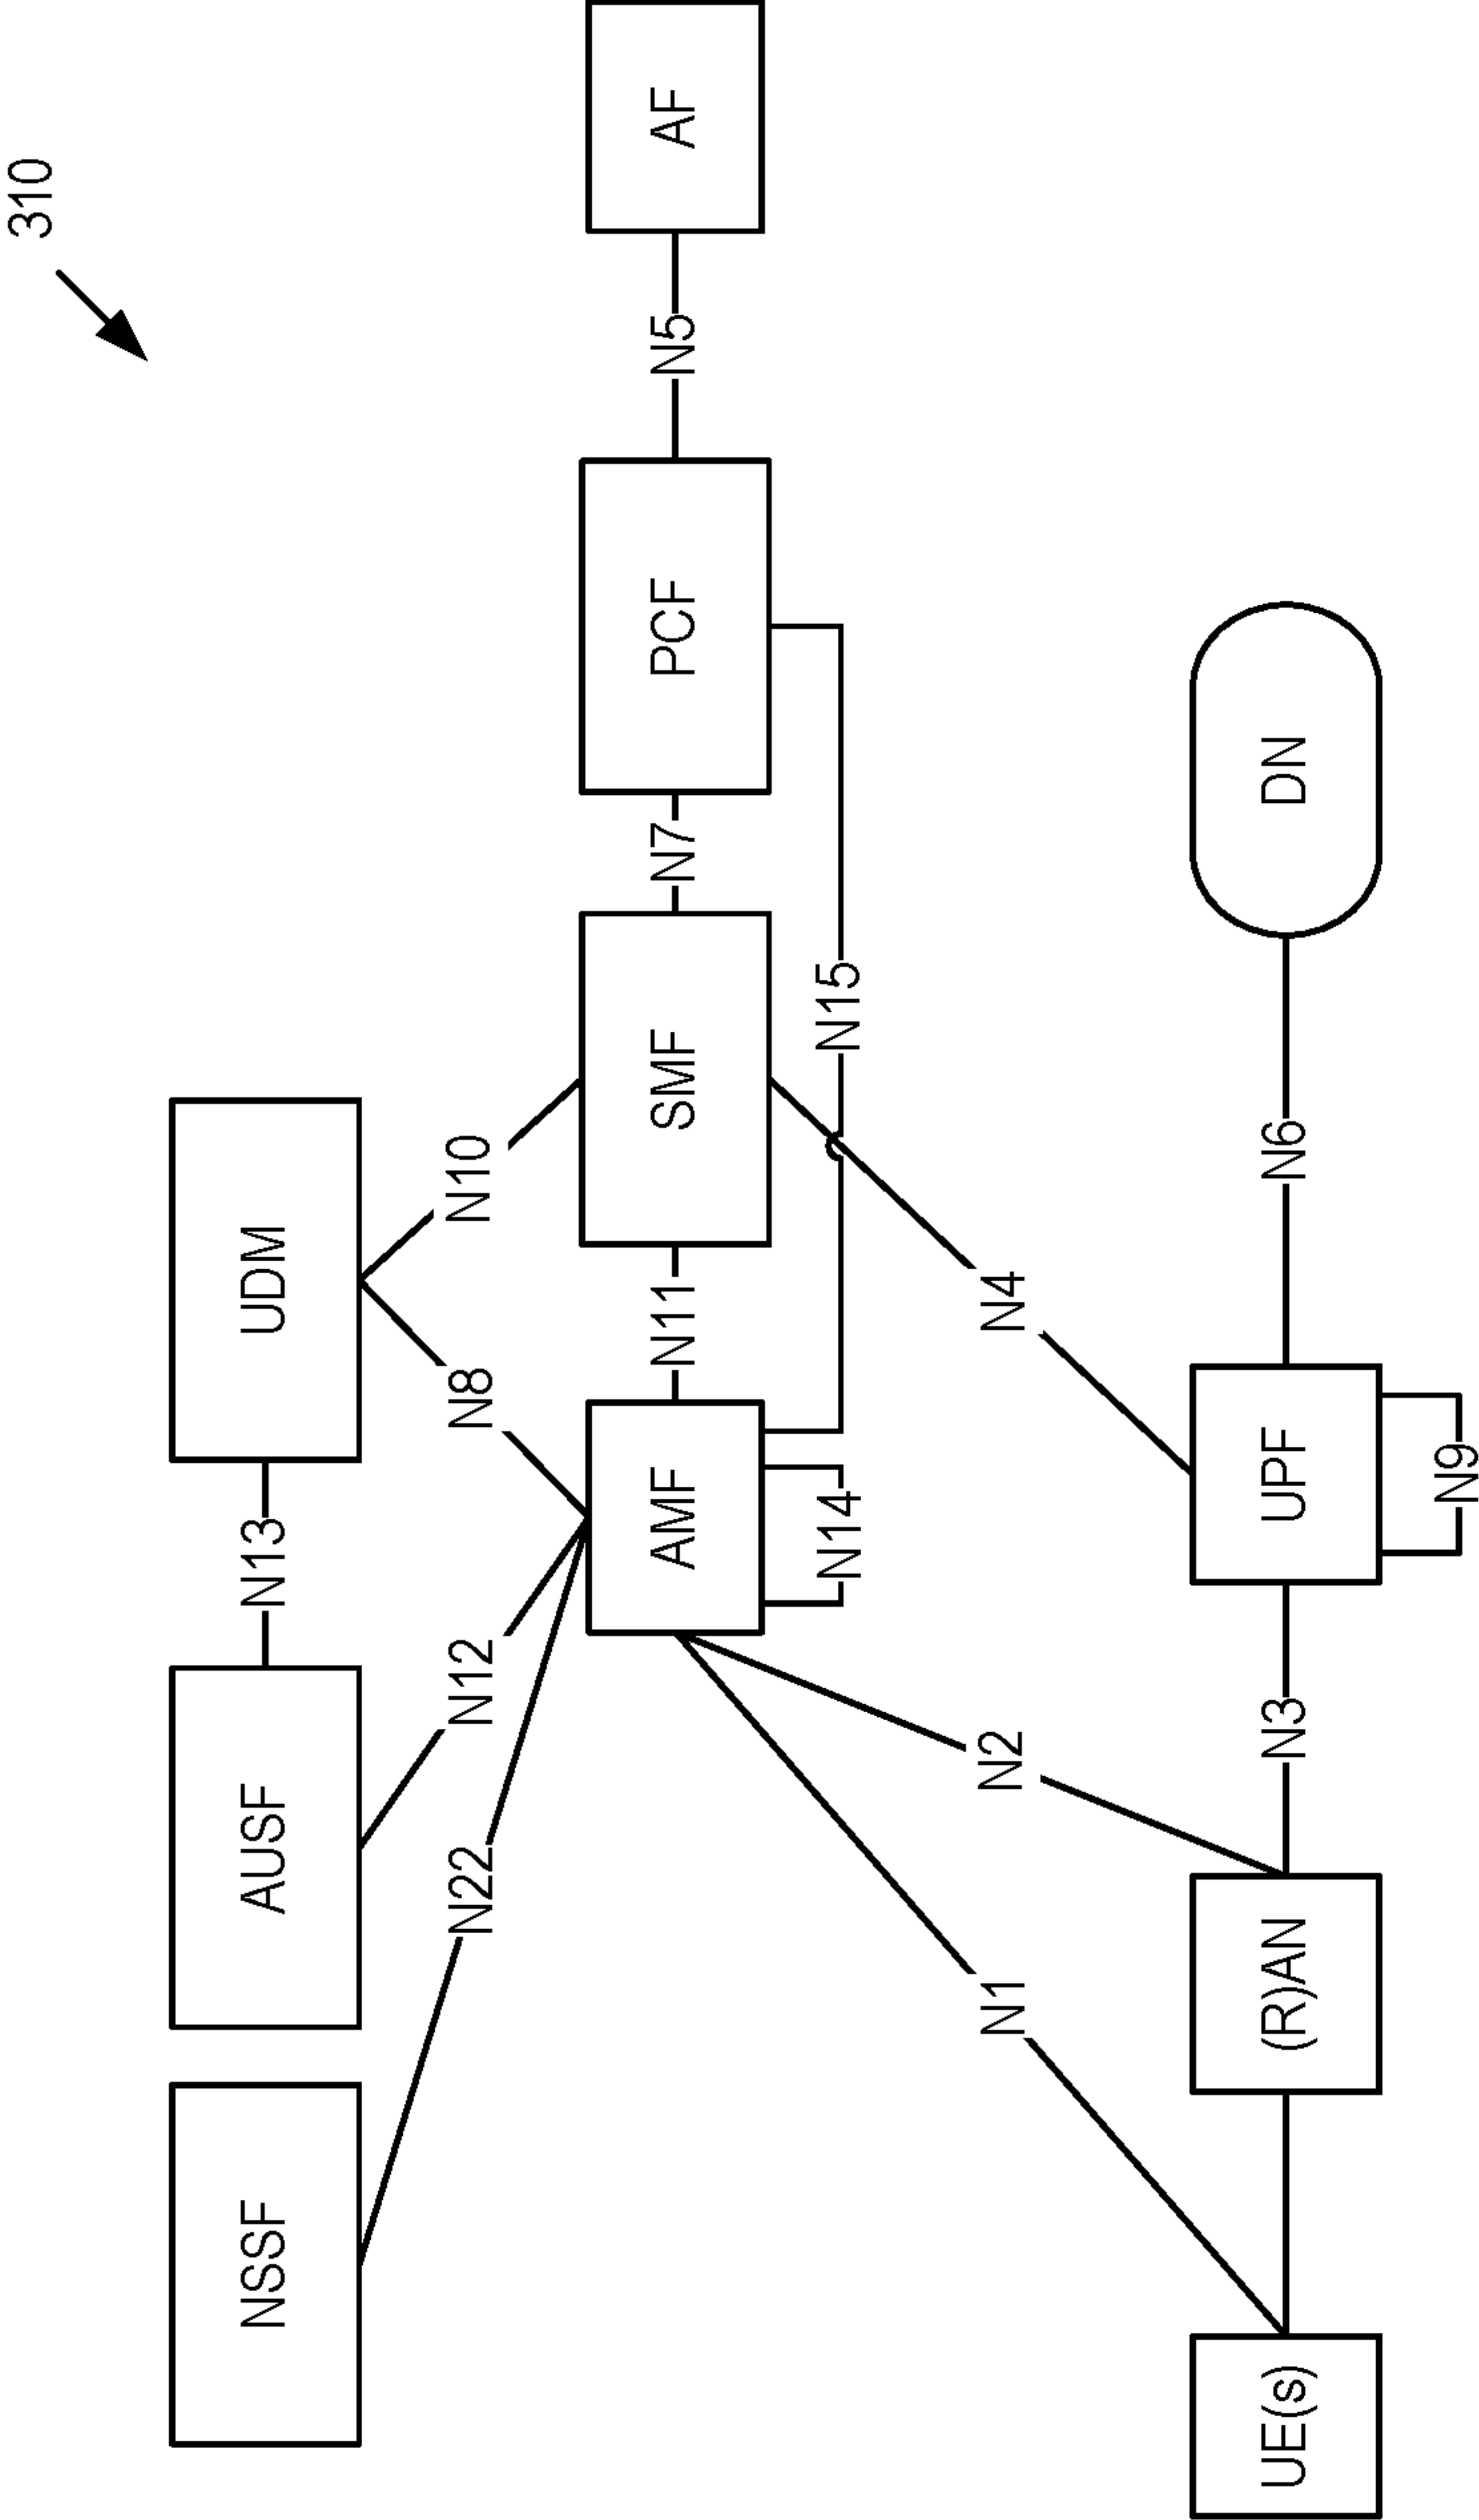 310
NSSF
AUSF
N13
UDM
N22
N12
N8
N10
AMF
N11
SMF
N7
PCF
N5
AF
N14
N15
N1
N2
N4
UE(s)
(R)AN
N3
UPF
N6
DN
N9